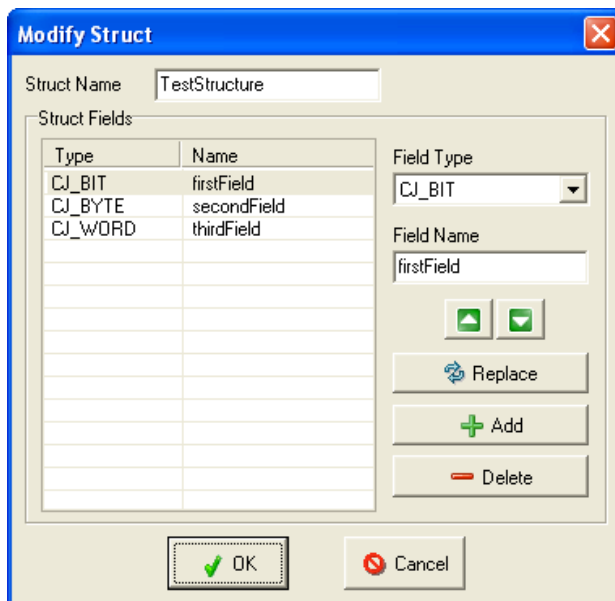 Modify Struct
Struct Name TestStructure
Struct Fields
Type Name
CJ_BIT firstField
CJ_BYTE secondField
CJ_WORD thirdField
Field Type
CJ_BIT
Field Name
firstField
Replace
Add
Delete
OK Cancel